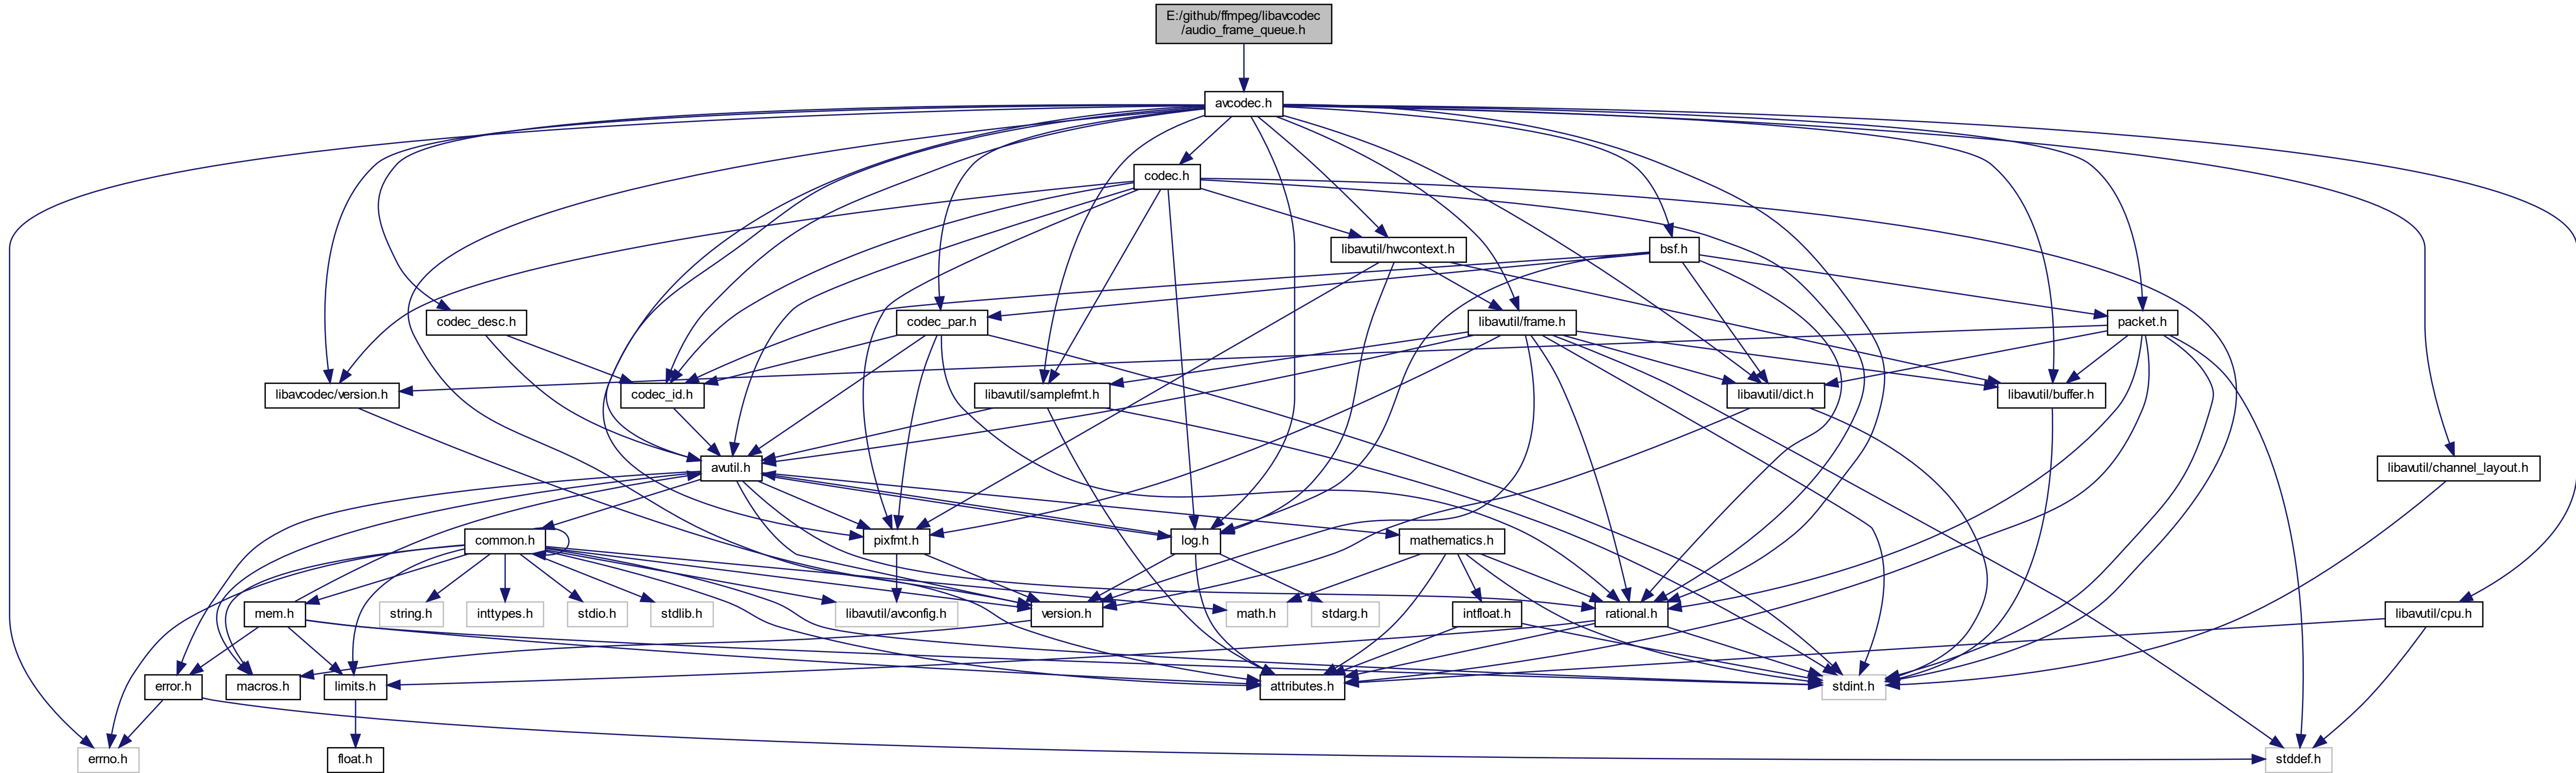 E:/github/ffmpeg/libavcodec
/audio_frame_queue.h
avcodec.h
codec.h
libavutil/hwcontext.h
bsf.h
codec_desc.h
codec_par.h
libavutil/frame.h
packet.h
libavcodec/version.h
codec_id.h
libavutil/samplefmt.h
libavutil/dict.h
libavutil/buffer.h
avutil.h
libavutil/channel_layout.h
common.h
pixfmt.h
log.h
mathematics.h
mem.h
string.h
inttypes.h
stdio.h
stdlib.h
libavutil/avconfig.h
version.h
math.h
stdarg.h
intfloat.h
rational.h
libavutil/cpu.h
error.h
macros.h
limits.h
attributes.h
stdint.h
errno.h
float.h
stddef.h